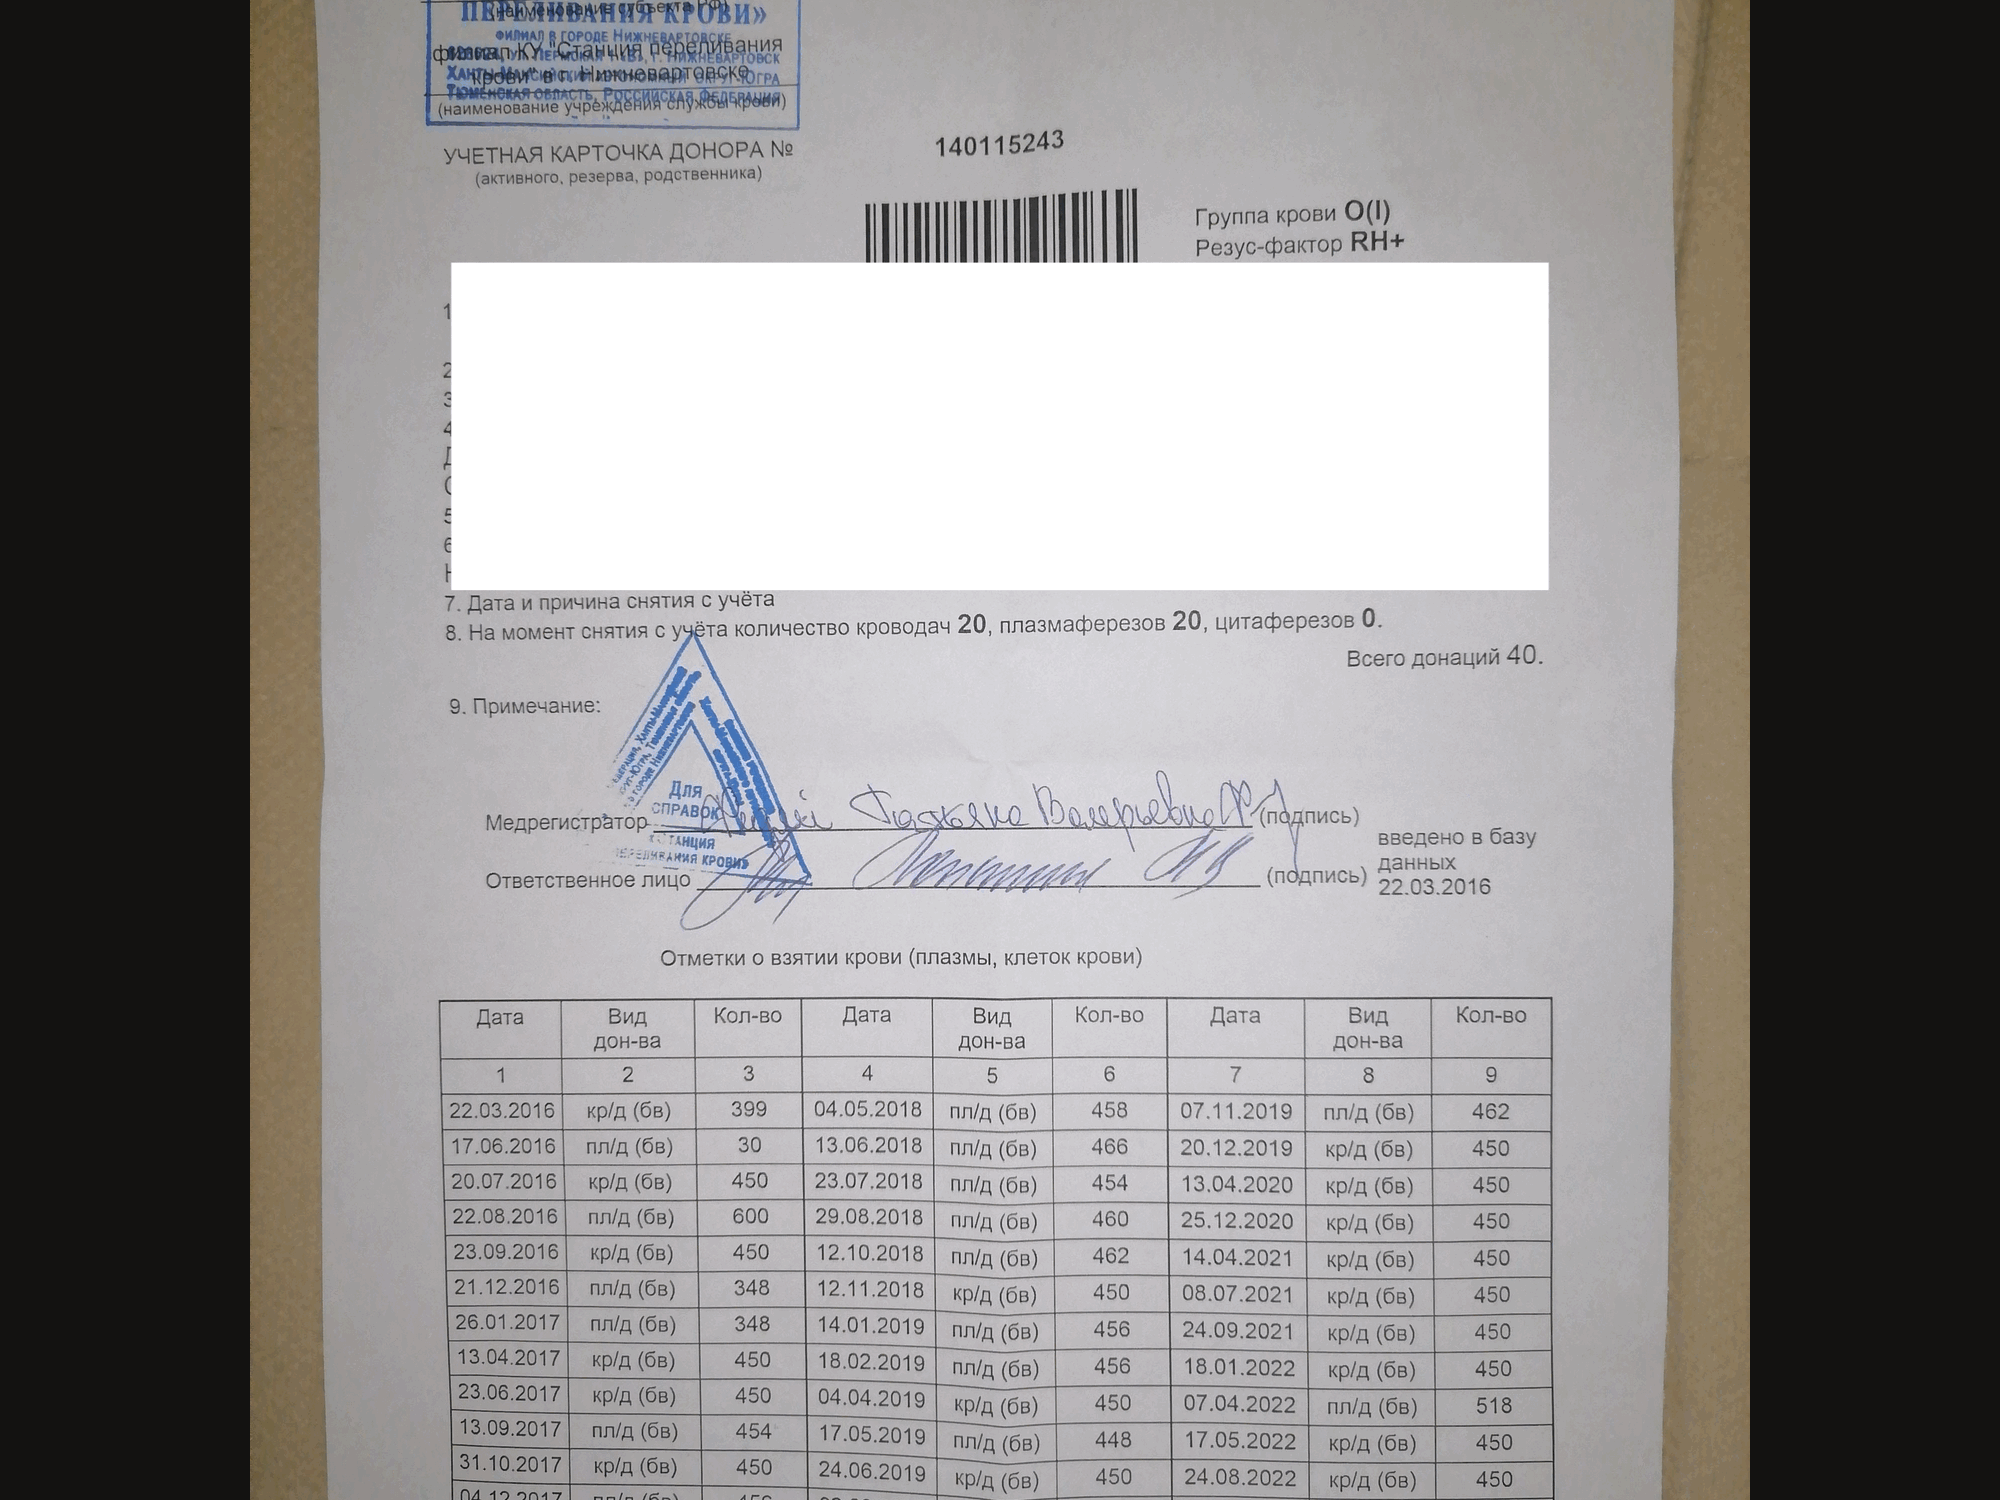 (наименование субъекта РФ)
ПЕРЕЛИВАНИЯ КРОВИ»
ФИЛИАЛ В ГОРОДЕ НИЖНЕВАРТОВСКЕ
филиал КУ "Станция переливания
крови" в г. Нижневартовске
ХАНТЫ-МАНСИЙСКИЙ АВТОНОМНЫЙ ОКРУГ-ЮГРА
ТЮМЕНСКАЯ ОБЛАСТЬ, РОССИЙСКАЯ ФЕДЕРАЦИЯ
(наименование учреждения службы крови)
УЧЕТНАЯ КАРТОЧКА ДОНОРА № 140115243
(активного, резерва, родственника)
Группа крови O(I)
Резус-фактор RH+
1
2
3
4
5
6
7. Дата и причина снятия с учёта
8. На момент снятия с учёта количество кроводач 20, плазмаферезов 20, цитаферезов 0.
Всего донаций 40.
9. Примечание:
ДЛЯ
СПРАВОК
СТАНЦИЯ
ПЕРЕЛИВАНИЯ КРОВИ»
Медрегистратор Татьяна Валерьевна (подпись)
Ответственное лицо (подпись)
введено в базу
данных
22.03.2016
Отметки о взятии крови (плазмы, клеток крови)
Дата Вид дон-ва Кол-во Дата Вид дон-ва Кол-во Дата Вид дон-ва Кол-во
1 2 3 4 5 6 7 8 9
22.03.2016 кр/д (бв) 399 04.05.2018 пл/д (бв) 458 07.11.2019 пл/д (бв) 462
17.06.2016 пл/д (бв) 30 13.06.2018 пл/д (бв) 466 20.12.2019 кр/д (бв) 450
20.07.2016 кр/д (бв) 450 23.07.2018 пл/д (бв) 454 13.04.2020 кр/д (бв) 450
22.08.2016 пл/д (бв) 600 29.08.2018 пл/д (бв) 460 25.12.2020 кр/д (бв) 450
23.09.2016 кр/д (бв) 450 12.10.2018 пл/д (бв) 462 14.04.2021 кр/д (бв) 450
21.12.2016 пл/д (бв) 348 12.11.2018 кр/д (бв) 450 08.07.2021 кр/д (бв) 450
26.01.2017 пл/д (бв) 348 14.01.2019 пл/д (бв) 456 24.09.2021 кр/д (бв) 450
13.04.2017 кр/д (бв) 450 18.02.2019 пл/д (бв) 456 18.01.2022 кр/д (бв) 450
23.06.2017 кр/д (бв) 450 04.04.2019 кр/д (бв) 450 07.04.2022 пл/д (бв) 518
13.09.2017 пл/д (бв) 454 17.05.2019 пл/д (бв) 448 17.05.2022 кр/д (бв) 450
31.10.2017 кр/д (бв) 450 24.06.2019 кр/д (бв) 450 24.08.2022 кр/д (бв) 450
04.12.2017 пл/д (бв)